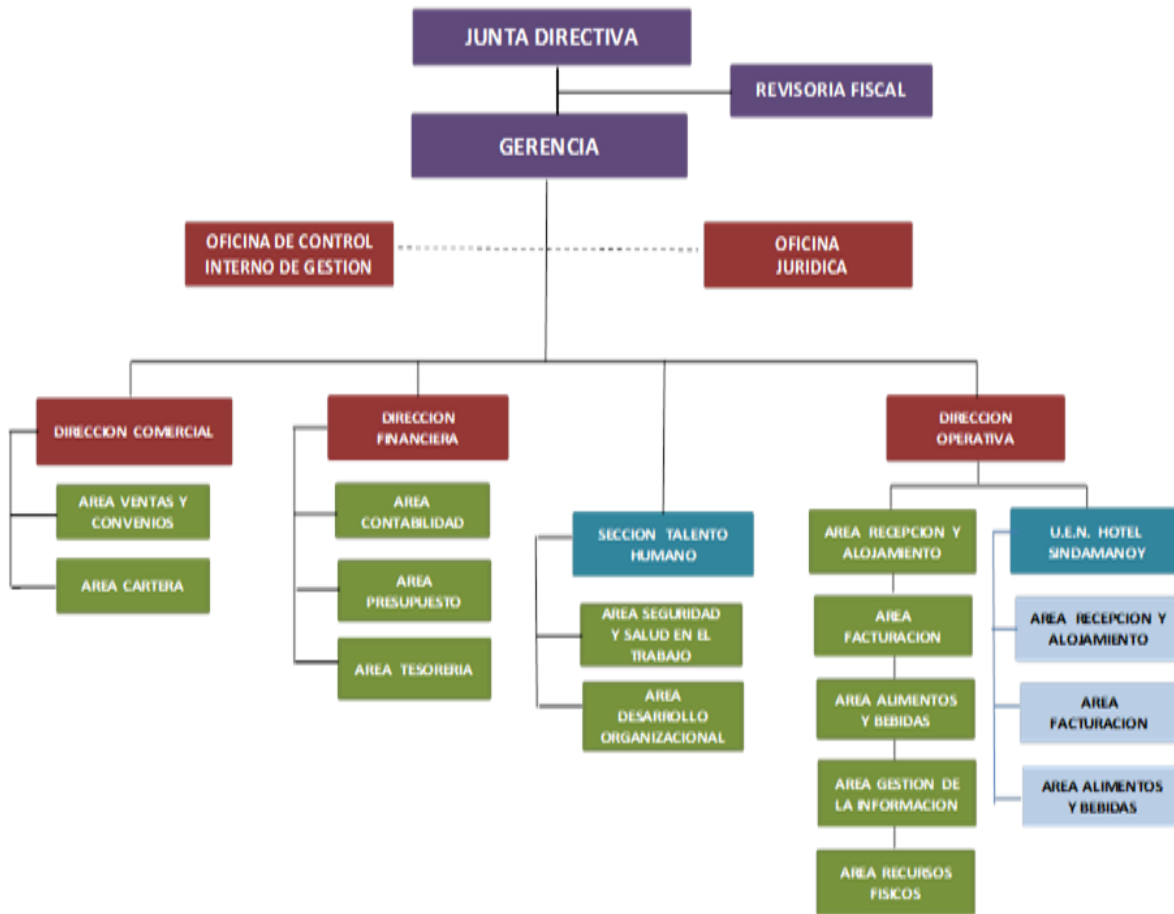 JUNTA DIRECTIVA
REVISORIA FISCAL
GERENCIA
OFICINA DE CONTROL
INTERNO DE GESTION
OFICINA
JURIDICA
DIRECCION COMERCIAL
AREA VENTAS Y
CONVENIOS
AREA CARTERA
DIRECCION
FINANCIERA
AREA
CONTABILIDAD
AREA
PRESUPUESTO
AREA TESORERIA
SECCION TALENTO
HUMANO
AREA SEGURIDAD
Y SALUD EN EL
TRABAJO
AREA
DESARROLLO
ORGANIZACIONAL
DIRECCION
OPERATIVA
AREA RECEPCION Y
ALOJAMIENTO
AREA
FACTURACION
AREA ALIMENTOS
Y BEBIDAS
AREA GESTION DE
LA INFORMACION
AREA RECURSOS
FISICOS
U.E.N. HOTEL
SINDAMANOY
AREA RECEPCION Y
ALOJAMIENTO
AREA
FACTURACION
AREA ALIMENTOS
Y BEBIDAS